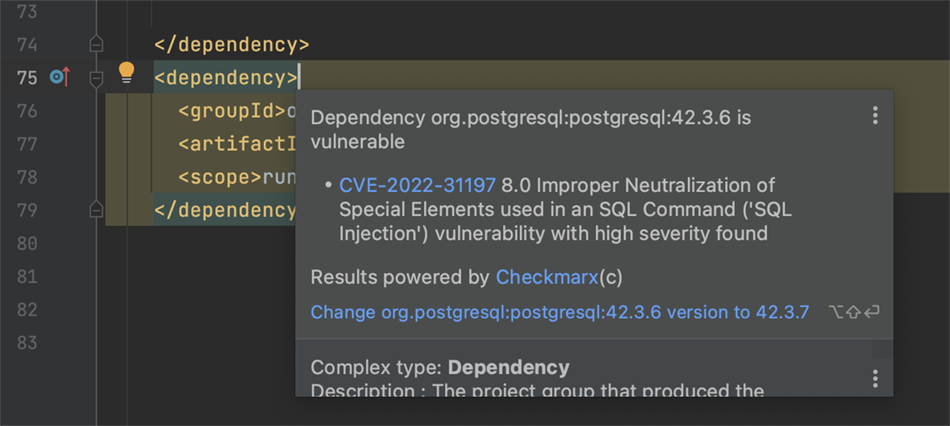 73
74 </dependency>
75 <dependency>
76 <groupId>o
77 <artifactI
78 <scope>run
79 </dependency
80
81
82
83
Dependency org.postgresql:postgresql:42.3.6 is
vulnerable
• CVE-2022-31197 8.0 Improper Neutralization of
Special Elements used in an SQL Command ('SQL
Injection') vulnerability with high severity found
Results powered by Checkmarx(c)
Change org.postgresql:postgresql:42.3.6 version to 42.3.7 ⌥⇧⏎
Complex type: Dependency
Description : The project group that produced the